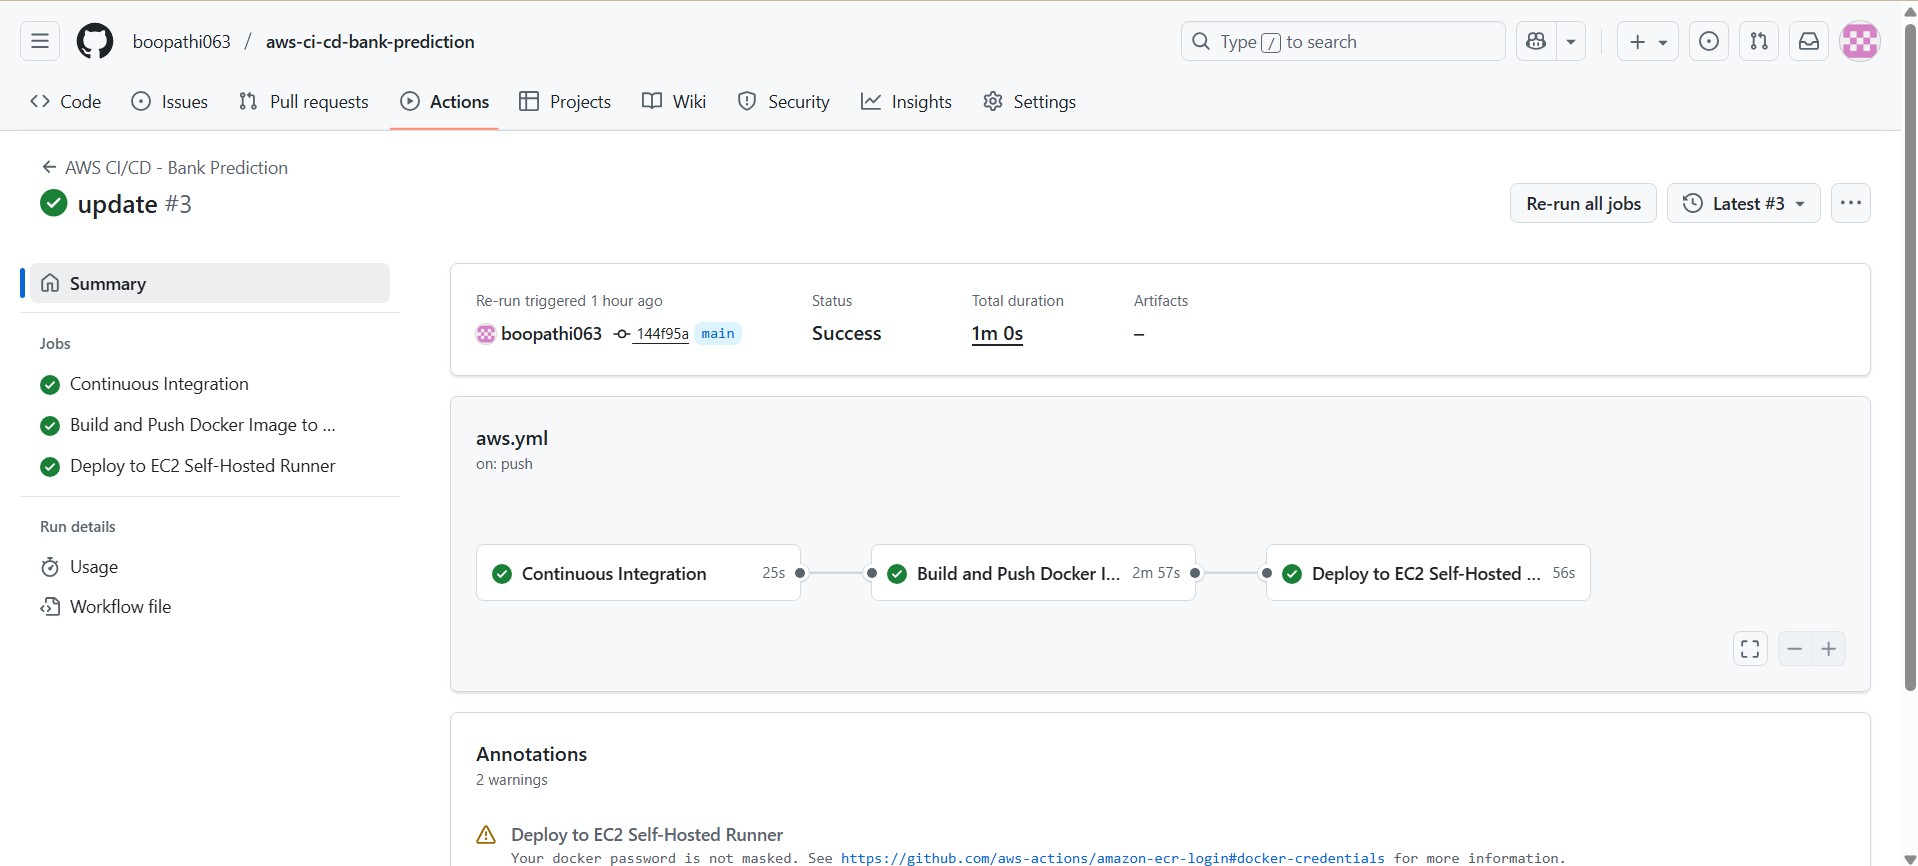 boopathi063 / aws-ci-cd-bank-prediction
Type / to search
Code Issues Pull requests Actions Projects Wiki Security Insights Settings
AWS CI/CD - Bank Prediction
update #3
Re-run all jobs Latest #3
Summary
Jobs
Continuous Integration
Build and Push Docker Image to ...
Deploy to EC2 Self-Hosted Runner
Run details
Usage
Workflow file
Re-run triggered 1 hour ago Status Total duration Artifacts
boopathi063 144f95a main Success 1m 0s –
aws.yml
on: push
Continuous Integration 25s Build and Push Docker I... 2m 57s Deploy to EC2 Self-Hosted ... 56s
Annotations
2 warnings
Deploy to EC2 Self-Hosted Runner
Your docker password is not masked. See https://github.com/aws-actions/amazon-ecr-login#docker-credentials for more information.